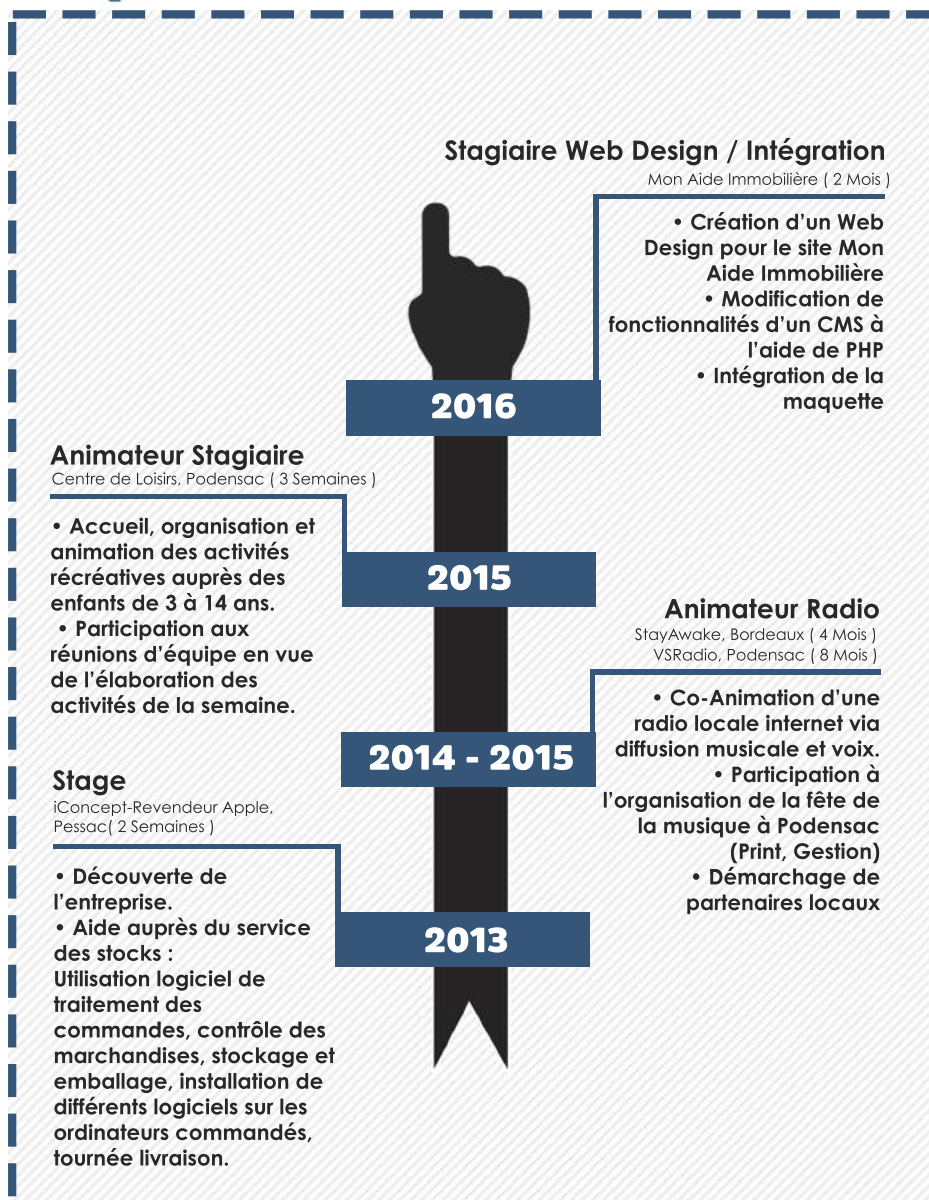 Stagiaire Web Design / Intégration
Mon Aide Immobilière ( 2 Mois )
• Création d’un Web
Design pour le site Mon
Aide Immobilière
• Modification de
fonctionnalités d’un CMS à
l’aide de PHP
• Intégration de la
maquette
2016
Animateur Stagiaire
Centre de Loisirs, Podensac ( 3 Semaines )
• Accueil, organisation et
animation des activités
récréatives auprès des
enfants de 3 à 14 ans.
• Participation aux
réunions d’équipe en vue
de l’élaboration des
activités de la semaine.
2015
Animateur Radio
StayAwake, Bordeaux ( 4 Mois )
VSRadio, Podensac ( 8 Mois )
• Co-Animation d’une
radio locale internet via
diffusion musicale et voix.
• Participation à
l’organisation de la fête de
la musique à Podensac
(Print, Gestion)
• Démarchage de
partenaires locaux
2014 - 2015
Stage
iConcept-Revendeur Apple,
Pessac( 2 Semaines )
• Découverte de
l’entreprise.
• Aide auprès du service
des stocks :
Utilisation logiciel de
traitement des
commandes, contrôle des
marchandises, stockage et
emballage, installation de
différents logiciels sur les
ordinateurs commandés,
tournée livraison.
2013